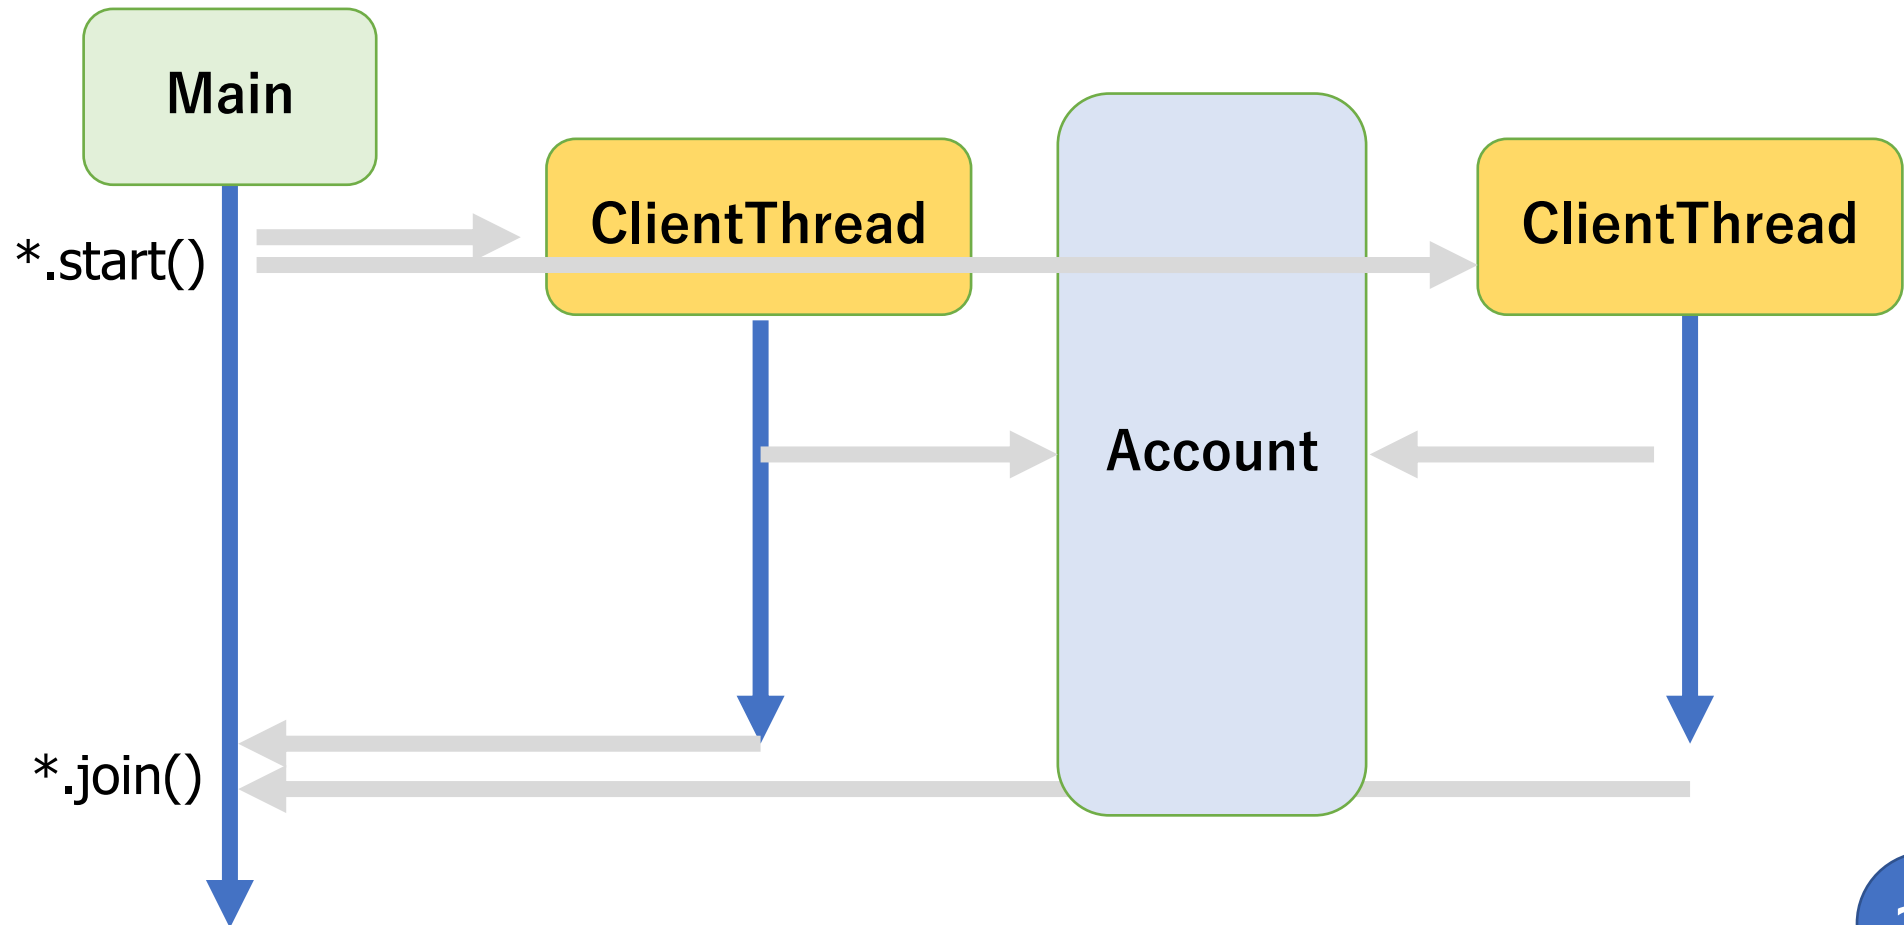 Main
ClientThread
ClientThread
*.start()
Account
*.join()